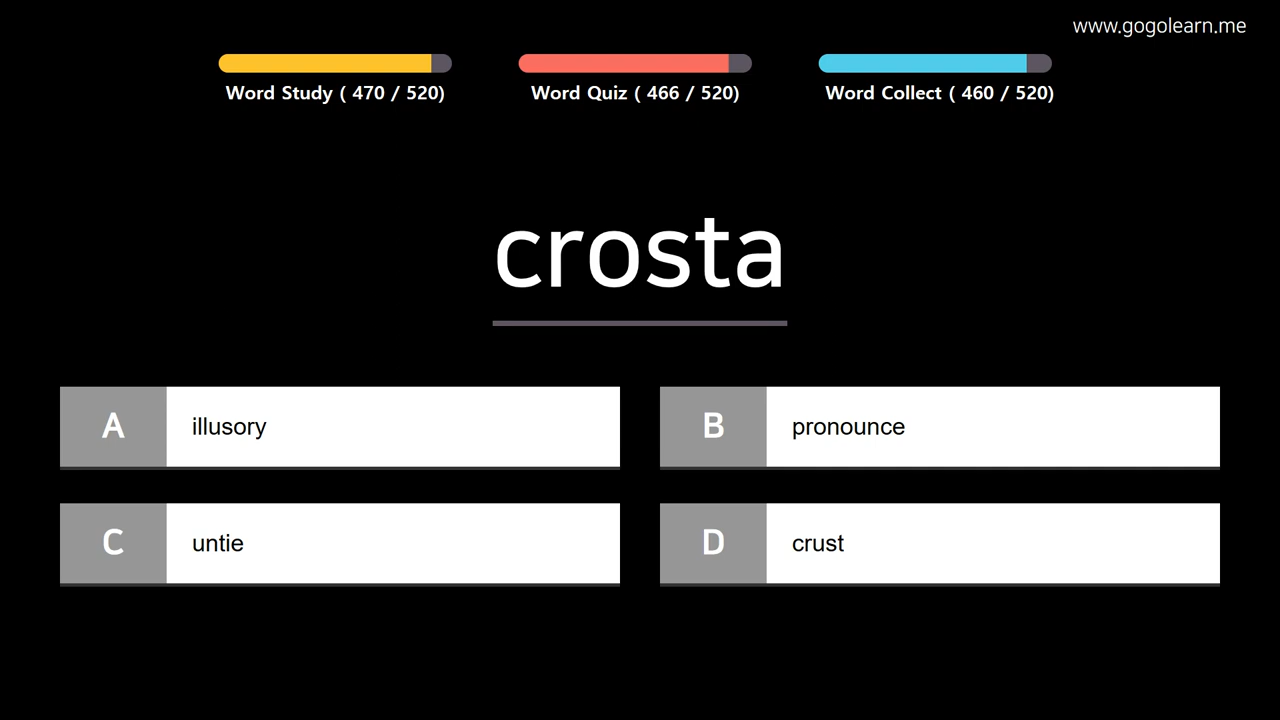 www.gogolearn.me
Word Study ( 470 / 520)
Word Quiz ( 466 / 520)
Word Collect ( 460 / 520)
crosta
A illusory
B pronounce
C untie
D crust